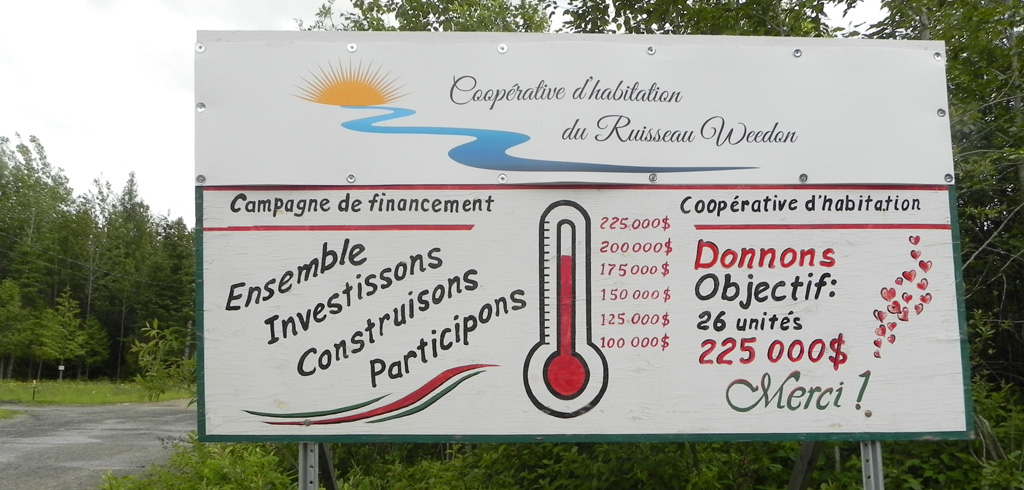 Coopérative d'habitation
du Ruisseau Weedon
Campagne de financement
Ensemble
Investissons
Construisons
Participons
225 000$
200 000$
175 000$
150 000$
125 000$
100 000$
Coopérative d'habitation
Donnons
Objectif:
26 unités
225 000$
Merci !